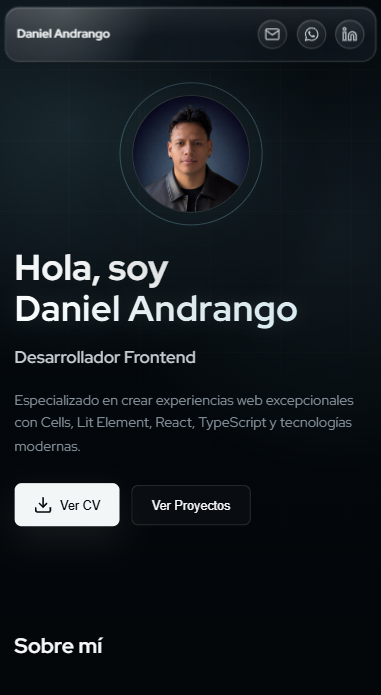 Daniel Andrango
Hola, soy
Daniel Andrango
Desarrollador Frontend
Especializado en crear experiencias web excepcionales
con Cells, Lit Element, React, TypeScript y tecnologías
modernas.
Ver CV
Ver Proyectos
Sobre mí